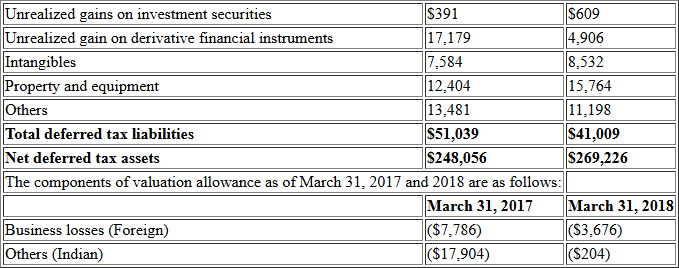 Unrealized gains on investment securities $391 $609
Unrealized gain on derivative financial instruments 17,179 4,906
Intangibles 7,584 8,532
Property and equipment 12,404 15,764
Others 13,481 11,198
Total deferred tax liabilities $51,039 $41,009
Net deferred tax assets $248,056 $269,226
The components of valuation allowance as of March 31, 2017 and 2018 are as follows:
March 31, 2017 March 31, 2018
Business losses (Foreign) ($7,786) ($3,676)
Others (Indian) ($17,904) ($204)